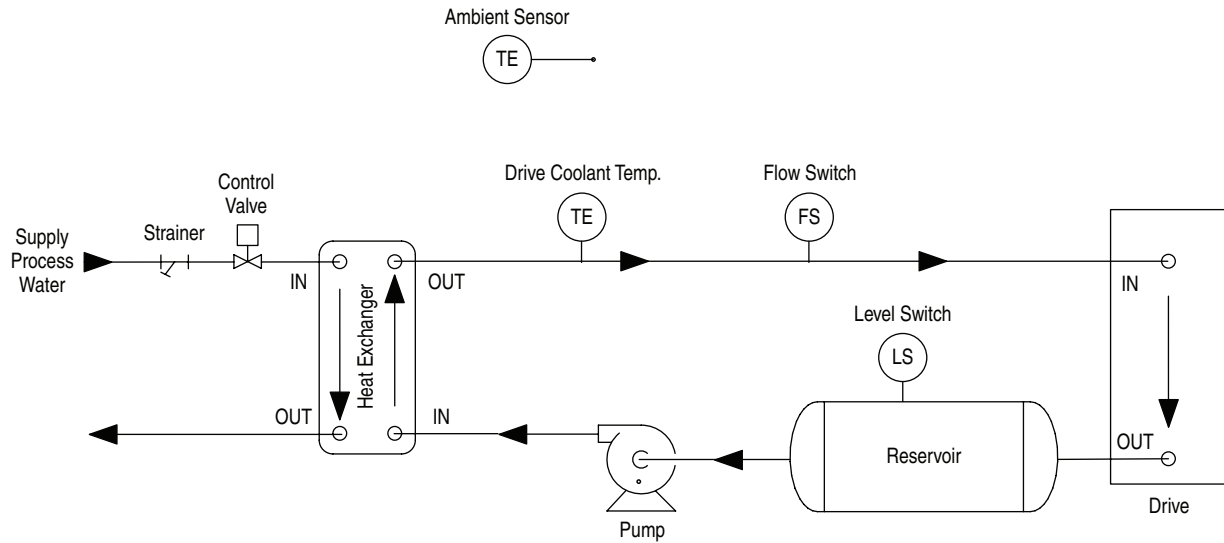 Ambient Sensor
TE
Drive Coolant Temp.
Flow Switch
Control
Valve
TE
FS
Strainer
Supply
Process
Water
IN
OUT
IN
Heat Exchanger
Level Switch
LS
OUT
IN
OUT
Reservoir
Drive
Pump